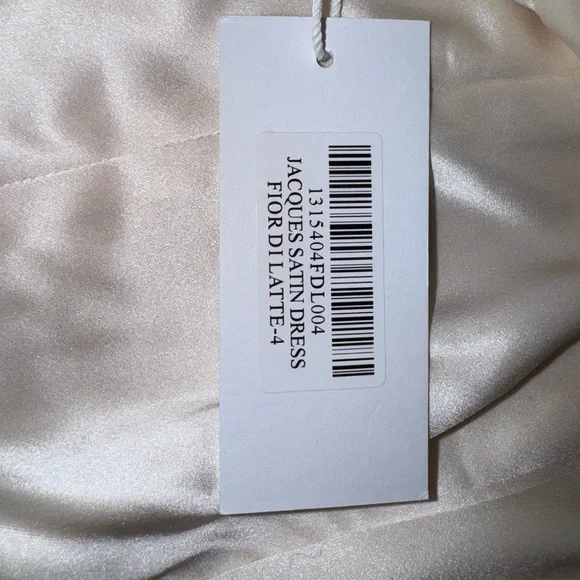 1315404FDL004
JACQUES SATIN DRESS
FIOR DI LATTE-4